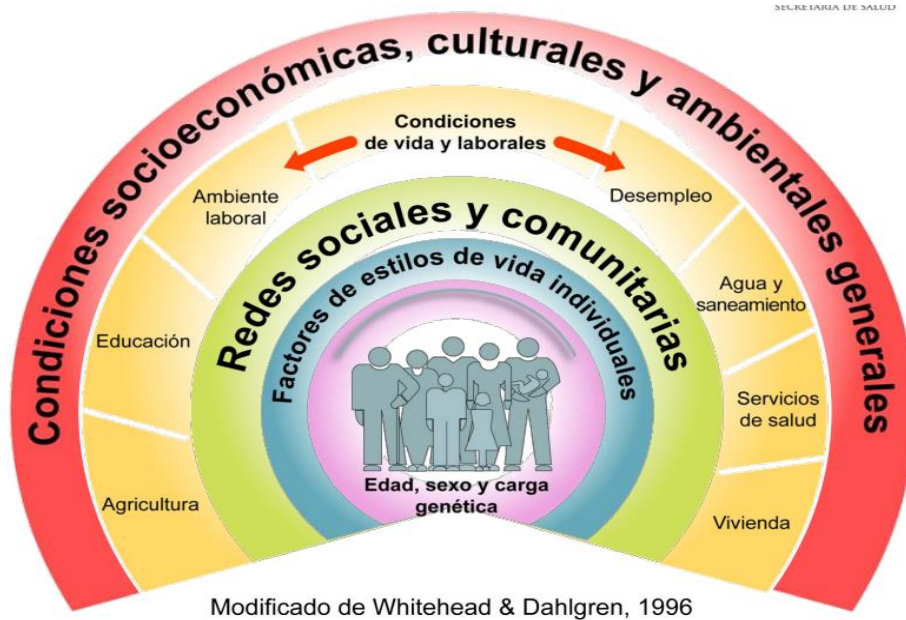 SECRETARÍA DE SALUD
Condiciones socioeconómicas, culturales y ambientales generales
Condiciones
de vida y laborales
Ambiente
laboral
Desempleo
Redes sociales y comunitarias
Factores de estilos de vida individuales
Agua y
saneamiento
Educación
Servicios
de salud
Edad, sexo y carga
genética
Agricultura
Vivienda
Modificado de Whitehead & Dahlgren, 1996